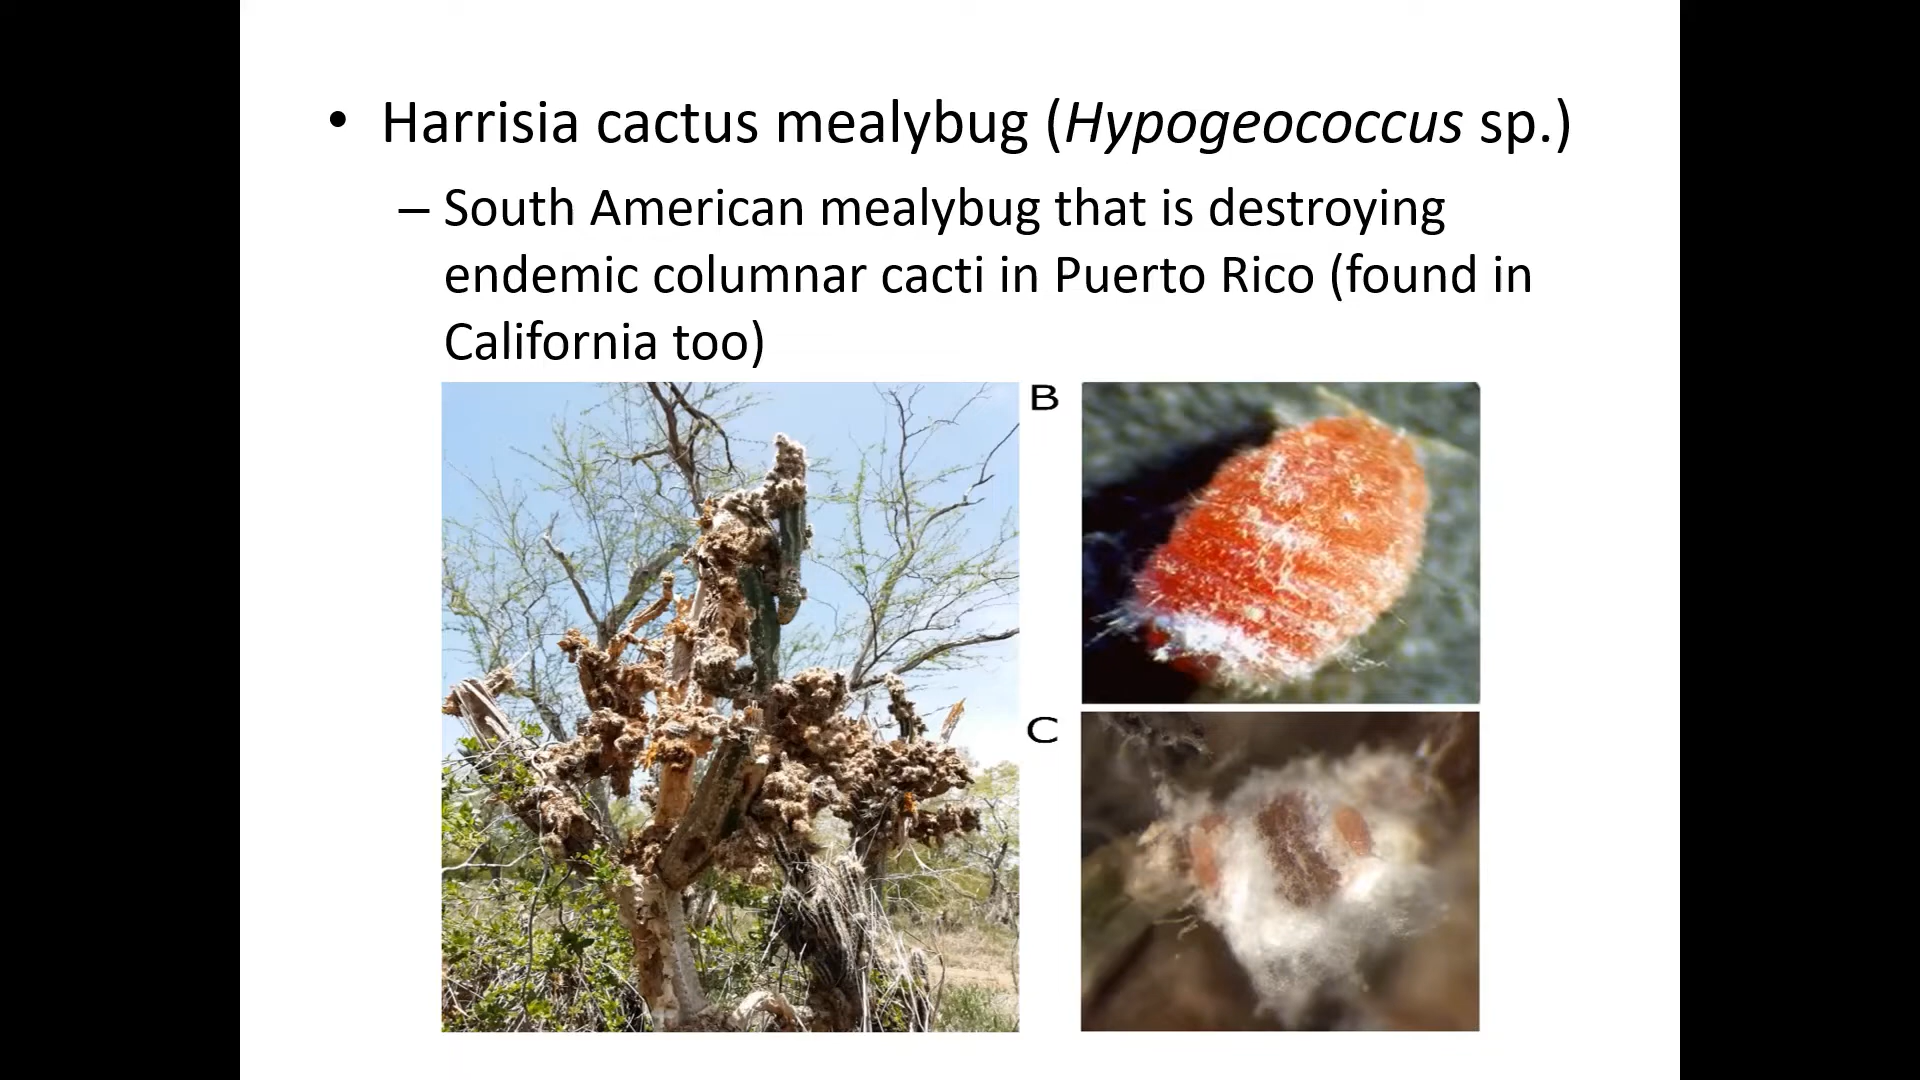 • Harrisia cactus mealybug (Hypogeococcus sp.)
– South American mealybug that is destroying
endemic columnar cacti in Puerto Rico (found in
California too)
B
C